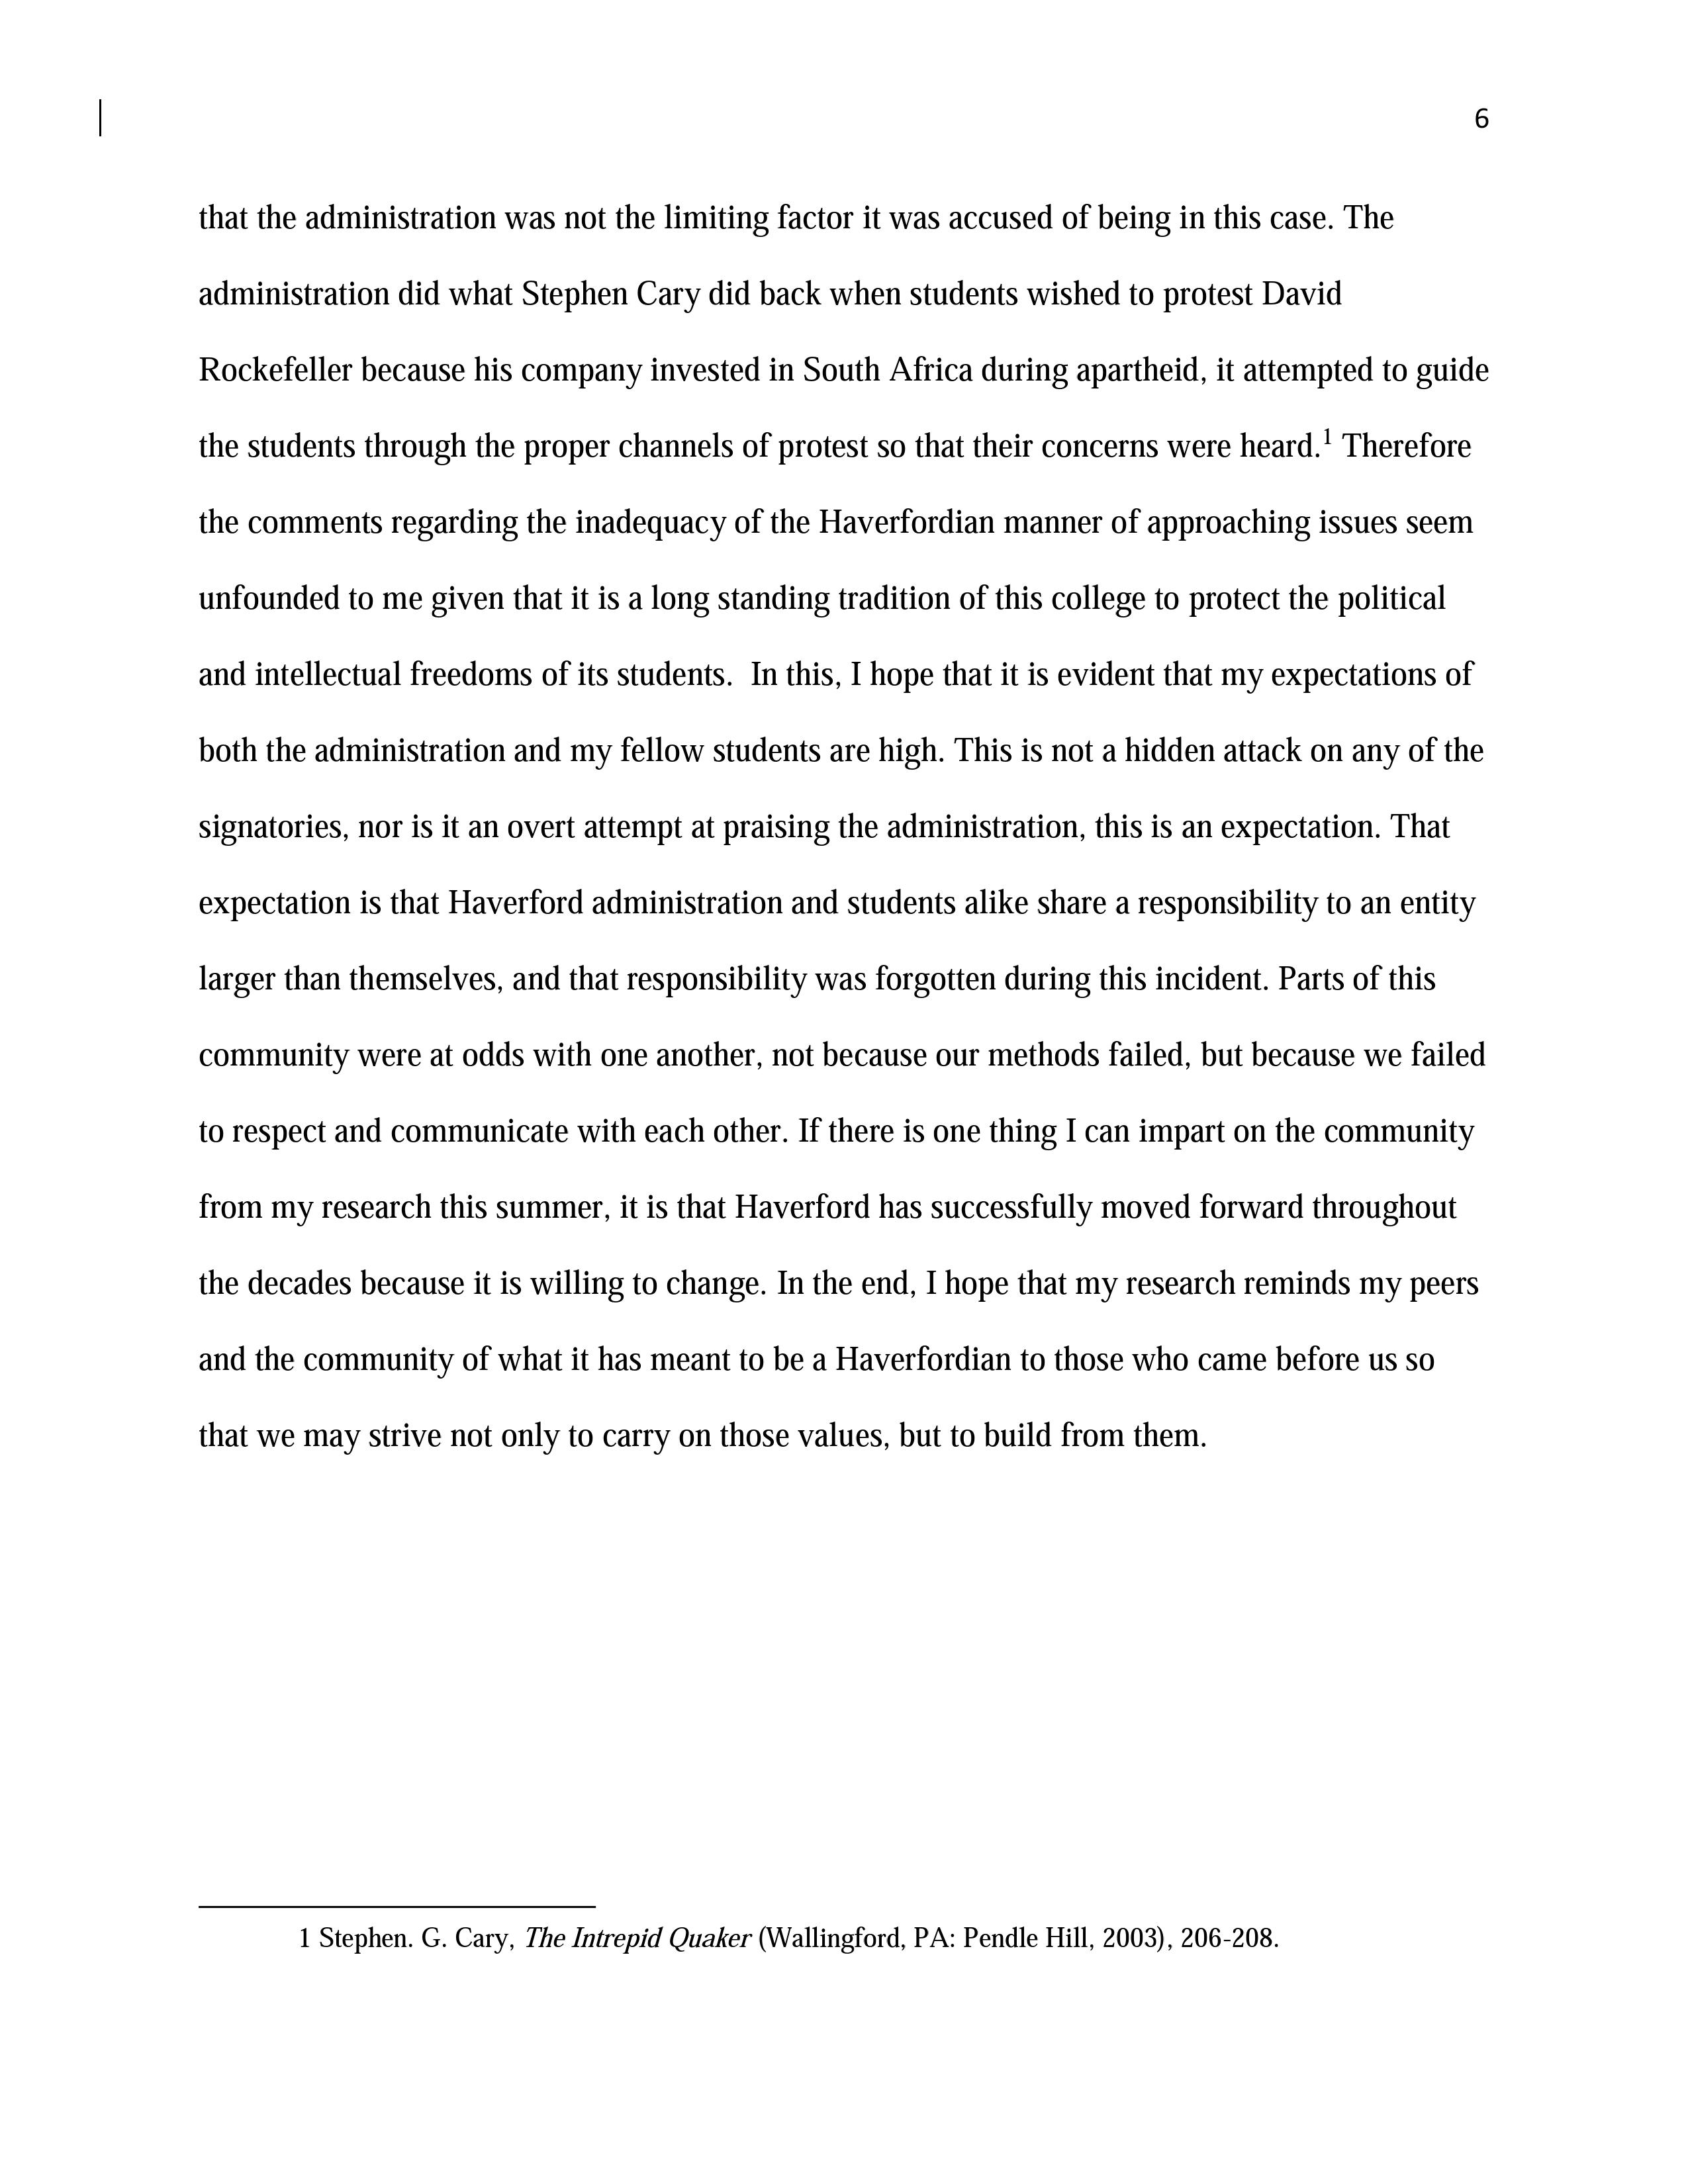 6
that the administration was not the limiting factor it was accused of being in this case. The
administration did what Stephen Cary did back when students wished to protest David
Rockefeller because his company invested in South Africa during apartheid, it attempted to guide
the students through the proper channels of protest so that their concerns were heard.1 Therefore
the comments regarding the inadequacy of the Haverfordian manner of approaching issues seem
unfounded to me given that it is a long standing tradition of this college to protect the political
and intellectual freedoms of its students.  In this, I hope that it is evident that my expectations of
both the administration and my fellow students are high. This is not a hidden attack on any of the
signatories, nor is it an overt attempt at praising the administration, this is an expectation. That
expectation is that Haverford administration and students alike share a responsibility to an entity
larger than themselves, and that responsibility was forgotten during this incident. Parts of this
community were at odds with one another, not because our methods failed, but because we failed
to respect and communicate with each other. If there is one thing I can impart on the community
from my research this summer, it is that Haverford has successfully moved forward throughout
the decades because it is willing to change. In the end, I hope that my research reminds my peers
and the community of what it has meant to be a Haverfordian to those who came before us so
that we may strive not only to carry on those values, but to build from them.
1 Stephen. G. Cary, The Intrepid Quaker (Wallingford, PA: Pendle Hill, 2003), 206-208.